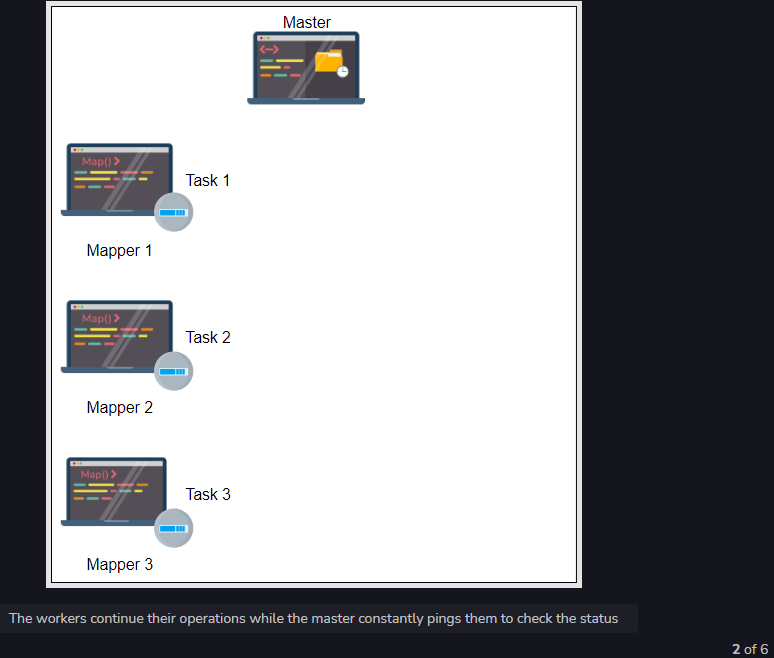 Master
Map()
Task 1
Mapper 1
Map()
Task 2
Mapper 2
Map()
Task 3
Mapper 3
The workers continue their operations while the master constantly pings them to check the status
2 of 6